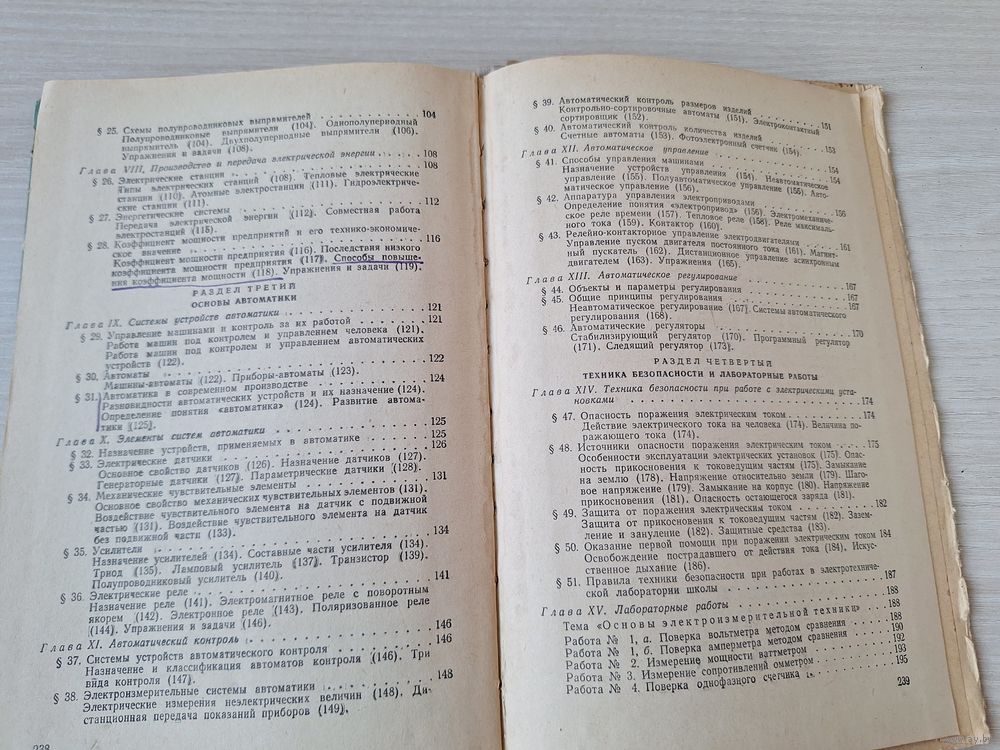 § 25. Схемы полупроводниковых выпрямителей . . . . . . . . . . . . 104
Полупроводниковые выпрямители (104). Однополупериодный
выпрямитель (104). Двухполупериодные выпрямители (106).
Упражнения и задачи (108).
Глава VIII. Производство и передача электрической энергии . . . . . . 108
§ 26. Электрические станции . . . . . . . . . . . . 108
Типы электрических станций (108). Тепловые электрические
станции (110). Атомные электростанции (111). Гидроэлектриче-
ские станции (111).
§ 27. Энергетические системы . . . . . . . . . . . . 112
Передача электрической энергии (112). Совместная работа
электростанций (115).
§ 28. Коэффициент мощности предприятий и его технико-экономиче-
ское значение . . . . . . . . . . . . 116
Коэффициент мощности предприятия (116). Последствия низкого
коэффициента мощности предприятия (117). Способы повыше-
ния коэффициента мощности (118). Упражнения и задачи (119).
РАЗДЕЛ ТРЕТИЙ
ОСНОВЫ АВТОМАТИКИ
Глава IX. Системы устройств автоматики . . . . . . . . . . . . 121
§ 29. Управление машинами и контроль за их работой . . . . . . 121
Работа машин под контролем и управлением человека (121).
Работа машин под контролем и управлением автоматических
устройств (122).
§ 30. Автоматы . . . . . . . . . . . . 122
Машины-автоматы (122). Приборы-автоматы (123).
§ 31. Автоматика в современном производстве . . . . . . . . . 124
Разновидности автоматических устройств и их назначение (124).
Определение понятия «автоматика» (124). Развитие автома-
тики (125).
Глава X. Элементы систем автоматики . . . . . . . . . . . . 125
§ 32. Назначение устройств, применяемых в автоматике . . . . . . 125
§ 33. Электрические датчики . . . . . . . . . . . . 126
Основное свойство датчиков (126). Назначение датчиков (127).
Генераторные датчики (127). Параметрические датчики (128).
§ 34. Механические чувствительные элементы . . . . . . . . . 131
Основное свойство механических чувствительных элементов (131).
Воздействие чувствительного элемента на датчик с подвижной
частью (131). Воздействие чувствительного элемента на датчик
без подвижной части (133).
§ 35. Усилители . . . . . . . . . . . . 134
Назначение усилителей (134). Составные части усилителя (134).
Триод (135). Ламповый усилитель (137). Транзистор (139).
Полупроводниковый усилитель (140).
§ 36. Электрические реле . . . . . . . . . . . . 141
Назначение реле (141). Электромагнитное реле с поворотным
якорем (142). Электронное реле (143). Поляризованное реле
(144). Упражнения и задачи (146).
Глава XI. Автоматический контроль . . . . . . . . . . . . 146
§ 37. Системы устройств автоматического контроля . . . . . . . . . 146
Назначение и классификация автоматов контроля (146). Три
вида контроля (147).
§ 38. Электроизмерительные системы автоматики . . . . . . . . . 148
Электрические измерения неэлектрических величин (148). Ди-
станционная передача показаний приборов (149).
238
§ 39. Автоматический контроль размеров изделий . . . . . . . . . 151
Контрольно-сортировочные автоматы (151). Электроконтактный
сортировщик (152).
§ 40. Автоматический контроль количества изделий . . . . . . . . . 153
Счетные автоматы (153). Фотоэлектронный счетчик (154).
Глава XII. Автоматическое управление . . . . . . . . . . . . 154
§ 41. Способы управления машинами . . . . . . . . . . . . 154
Назначение устройств управления (154). Неавтоматическое
управление (155). Полуавтоматическое управление (155). Авто-
матическое управление (156).
§ 42. Аппаратура управления электроприводами . . . . . . . . . 156
Определение понятия «электропривод» (156). Электромеханиче-
ское реле времени (157). Тепловое реле (158). Реле максималь-
ного тока (159). Контактор (160).
§ 43. Релейно-контакторное управление электродвигателями . . . . . . 161
Управление пуском двигателя постоянного тока (161). Магнит-
ный пускатель (162). Дистанционное управление асинхронным
двигателем (163). Упражнения (165).
Глава XIII. Автоматическое регулирование
§ 44. Объекты и параметры регулирования . . . . . . . . . . . . 167
§ 45. Общие принципы регулирования . . . . . . . . . . . . 167
Неавтоматическое регулирование (167). Системы автоматического
регулирования (168).
§ 46. Автоматические регуляторы . . . . . . . . . . . . 170
Стабилизирующий регулятор (170). Программный регулятор
(171). Следящий регулятор (173).
РАЗДЕЛ ЧЕТВЕРТЫЙ
ТЕХНИКА БЕЗОПАСНОСТИ И ЛАБОРАТОРНЫЕ РАБОТЫ
Глава XIV. Техника безопасности при работе с электрическими уста-
новками . . . . . . . . . . . . 174
§ 47. Опасность поражения электрическим током . . . . . . . . . 174
Действие электрического тока на человека (174). Величина по-
ражающего тока (174).
§ 48. Источники опасности поражения электрическим током . . . . . 175
Особенности эксплуатации электрических установок (175). Опас-
ность прикосновения к токоведущим частям (175). Замыкание
на землю (178). Напряжение относительно земли (179). Шаго-
вое напряжение (179). Замыкание на корпус (180). Напряжение
прикосновения (181). Опасность остающегося заряда (181).
§ 49. Защита от поражения электрическим током . . . . . . . . . 182
Защита от прикосновения к токоведущим частям (182). Зазем-
ление и зануление (182). Защитные средства (183).
§ 50. Оказание первой помощи при поражении электрическим током 184
Освобождение пострадавшего от действия тока (184). Искус-
ственное дыхание (186).
§ 51. Правила техники безопасности при работах в электротехниче-
ской лаборатории школы . . . . . . . . . . . . 187
Глава XV. Лабораторные работы . . . . . . . . . . . . 188
Тема «Основы электроизмерительной техники» . . . 188
Работа № 1, а. Поверка вольтметра методом сравнения . . . . . . 188
Работа № 1, б. Поверка амперметра методом сравнения . . . . . . 190
Работа № 2. Измерение мощности ваттметром . . . . . . . . . 192
Работа № 3. Измерение сопротивлений омметром . . . . . . . . . 193
Работа № 4. Поверка однофазного счетчика . . . . . . . . . 195
239